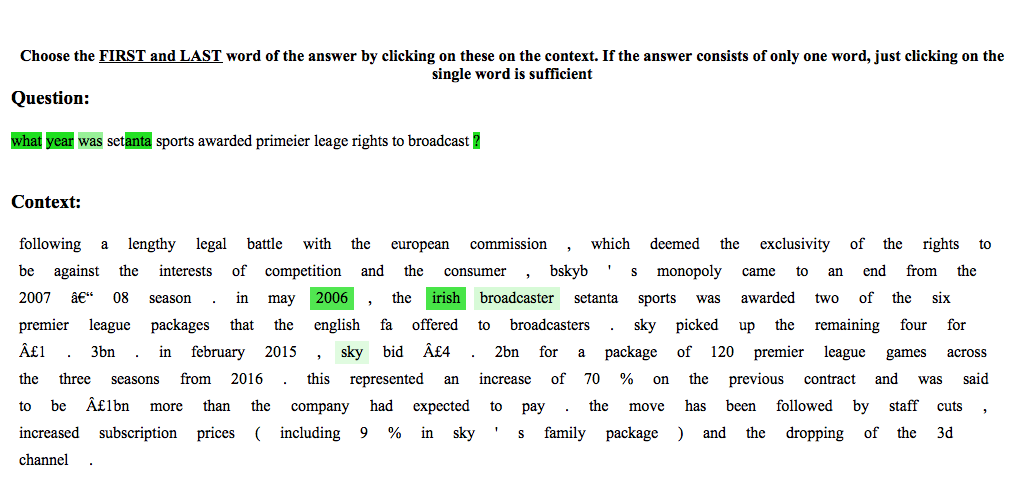 Choose the FIRST and LAST word of the answer by clicking on these on the context. If the answer consists of only one word, just clicking on the
single word is sufficient
Question:
what year was setanta sports awarded primeier leage rights to broadcast ?
Context:
following a lengthy legal battle with the european commission , which deemed the exclusivity of the rights to
be against the interests of competition and the consumer , bskyb ' s monopoly came to an end from the
2007 â€“ 08 season . in may 2006 , the irish broadcaster setanta sports was awarded two of the six
premier league packages that the english fa offered to broadcasters . sky picked up the remaining four for
Â£1 . 3bn . in february 2015 , sky bid Â£4 . 2bn for a package of 120 premier league games across
the three seasons from 2016 . this represented an increase of 70 % on the previous contract and was said
to be Â£1bn more than the company had expected to pay . the move has been followed by staff cuts ,
increased subscription prices ( including 9 % in sky ' s family package ) and the dropping of the 3d
channel .